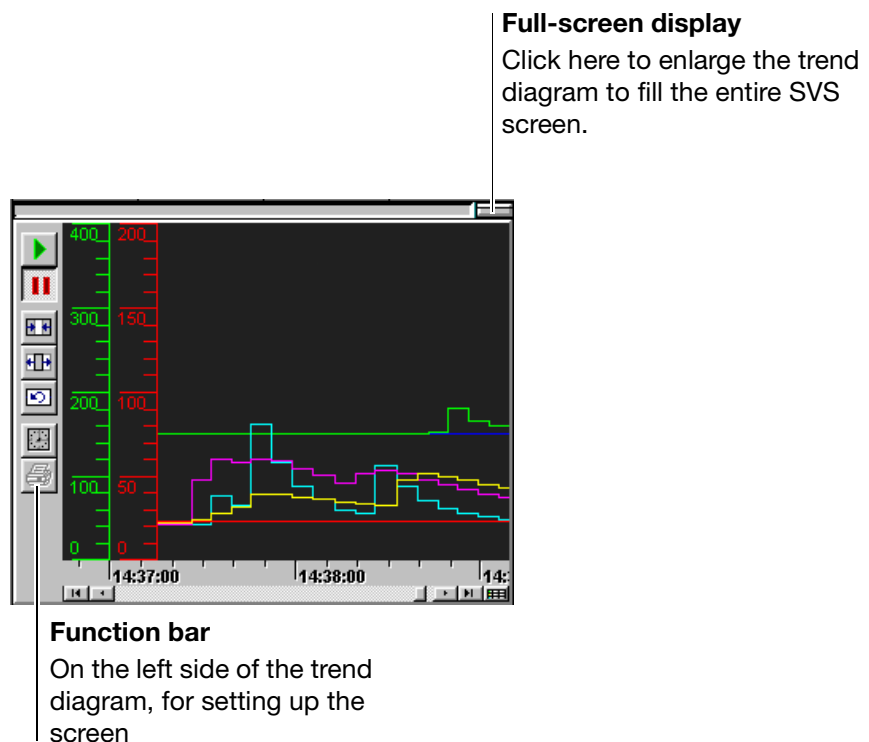 Full-screen display
Click here to enlarge the trend
diagram to fill the entire SVS
screen.
400 200
300 150
200 100
100 50
0 0
14:37:00 14:38:00 14:
Function bar
On the left side of the trend
diagram, for setting up the
screen